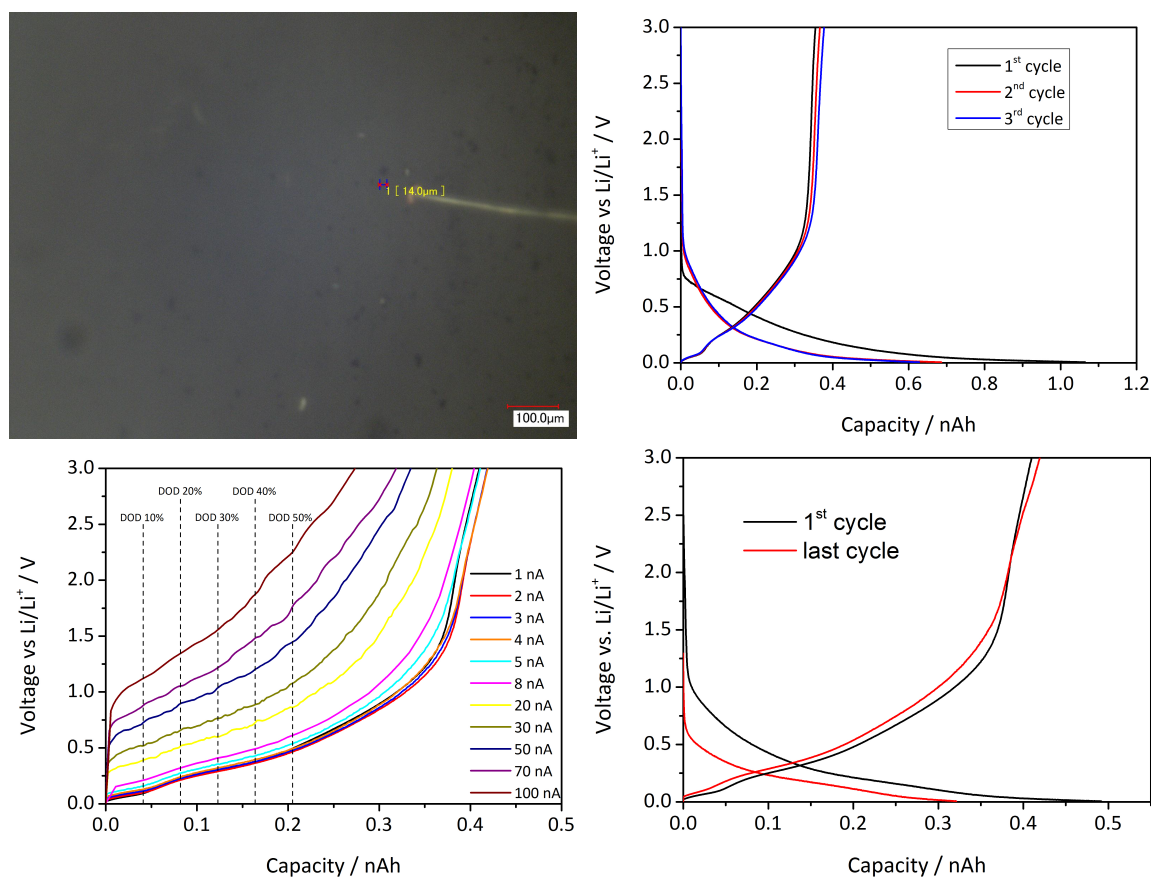 1 [ 14.0μm ]
100.0μm
3.0
2.5
2.0
1.5
1.0
0.5
0.0
Voltage vs Li/Li⁺ / V
1ˢᵗ cycle
2ⁿᵈ cycle
3ʳᵈ cycle
0.0 0.2 0.4 0.6 0.8 1.0 1.2
Capacity / nAh
3.0
2.5
2.0
1.5
1.0
0.5
0.0
Voltage vs Li/Li⁺ / V
DOD 20% DOD 40%
DOD 10% DOD 30% DOD 50%
1 nA
2 nA
3 nA
4 nA
5 nA
8 nA
20 nA
30 nA
50 nA
70 nA
100 nA
0.0 0.1 0.2 0.3 0.4 0.5
Capacity / nAh
3.0
2.5
2.0
1.5
1.0
0.5
0.0
Voltage vs. Li/Li⁺ / V
1ˢᵗ cycle
last cycle
0.0 0.1 0.2 0.3 0.4 0.5
Capacity / nAh